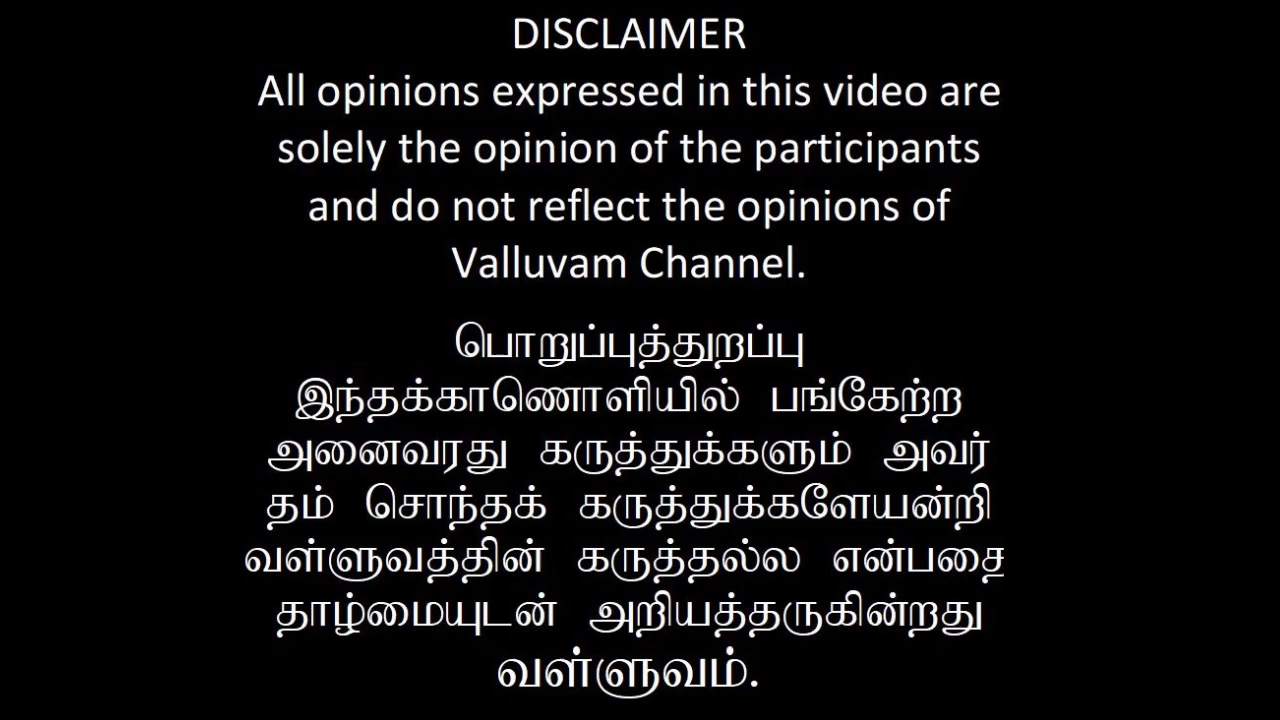 DISCLAIMER
All opinions expressed in this video are
solely the opinion of the participants
and do not reflect the opinions of
Valluvam Channel.
பொறுப்புத்துறப்பு
இந்தக்காணொளியில் பங்கேற்ற
அனைவரது கருத்துக்களும் அவர்
தம் சொந்தக் கருத்துக்களேயன்றி
வள்ளுவத்தின் கருத்தல்ல என்பதை
தாழ்மையுடன் அறியத்தருகின்றது
வள்ளுவம்.